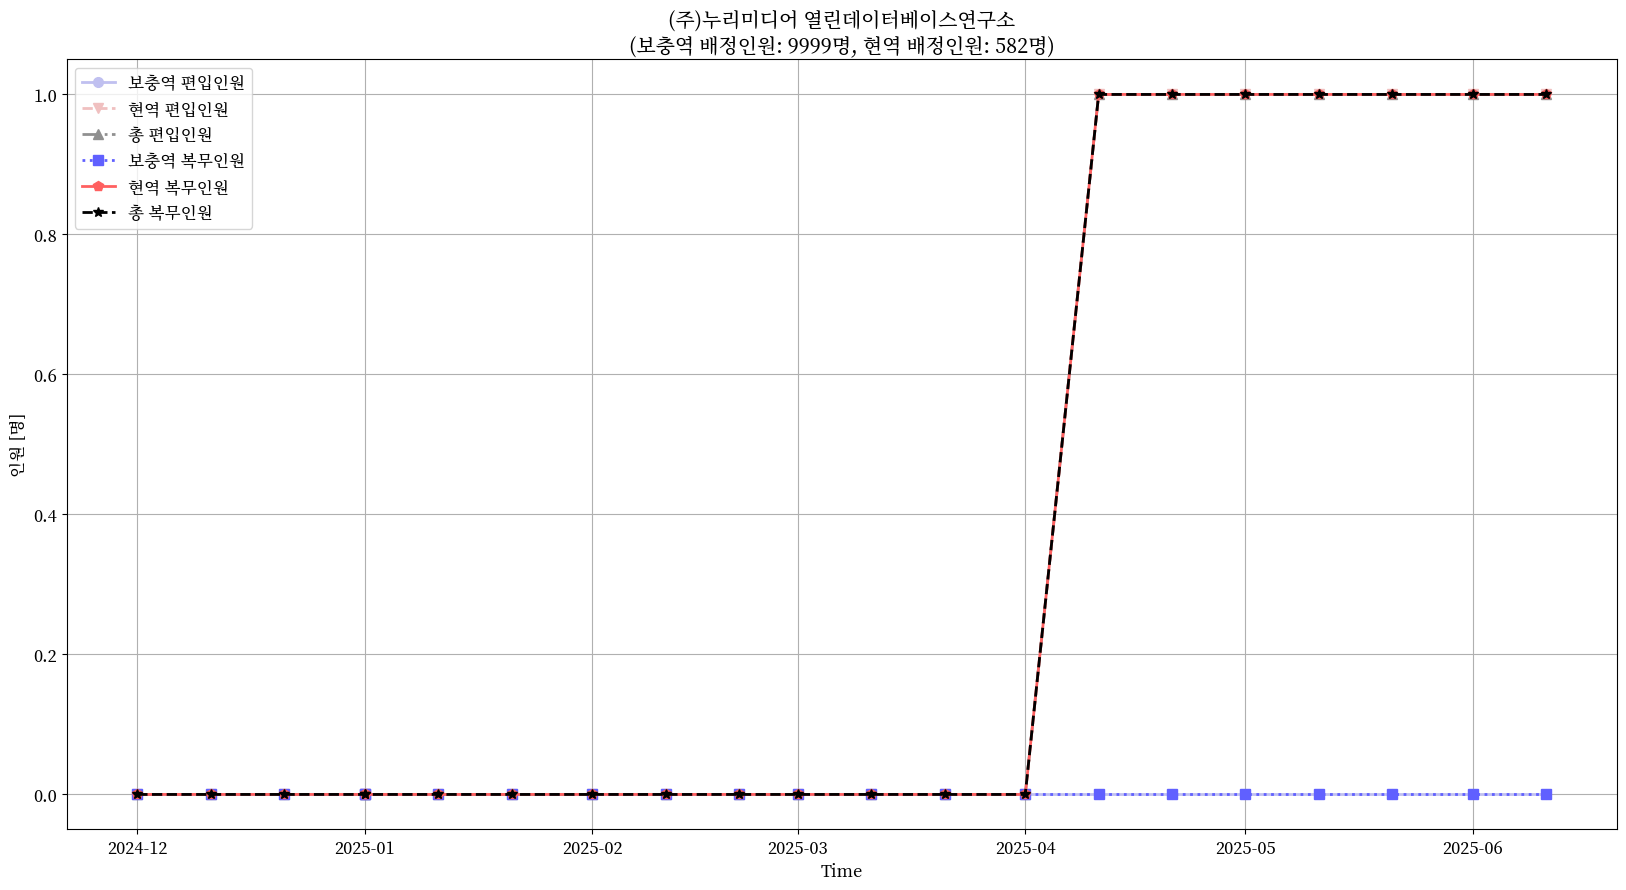 (주)누리미디어 열린데이터베이스연구소
(보충역 배정인원: 9999명, 현역 배정인원: 582명)
보충역 편입인원
현역 편입인원
총 편입인원
보충역 복무인원
현역 복무인원
총 복무인원
인원 [명]
1.0
0.8
0.6
0.4
0.2
0.0
2024-12
2025-01
2025-02
2025-03
2025-04
2025-05
2025-06
Time